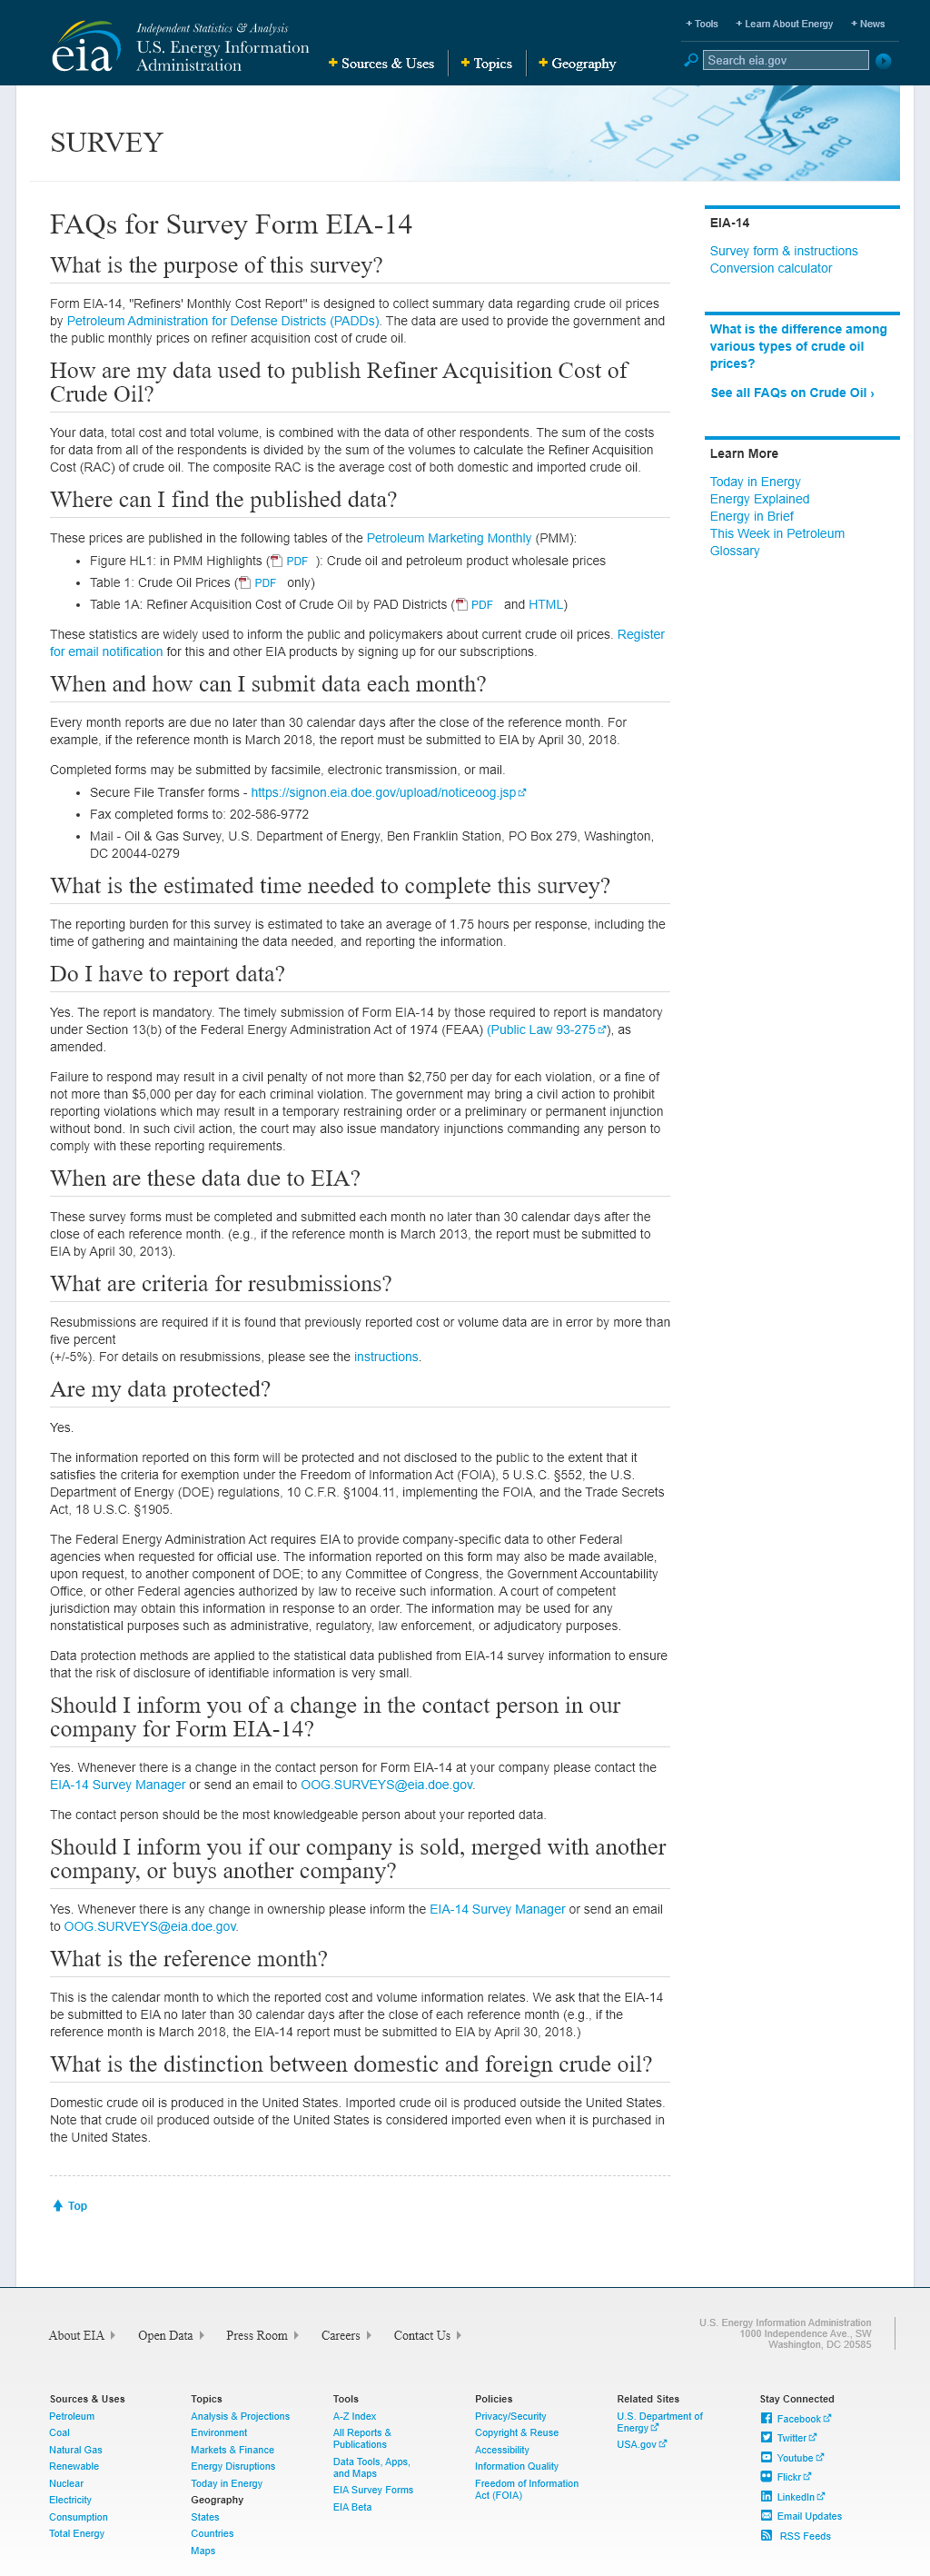 Independent Statistics & Analysis
eia U.S. Energy Information
Administration
+ Sources & Uses + Topics + Geography
+ Tools + Learn About Energy + News
Search eia.gov
SURVEY
Yes
FAQs for Survey Form EIA-14
What is the purpose of this survey?
Form EIA-14, "Refiners' Monthly Cost Report" is designed to collect summary data regarding crude oil prices
by Petroleum Administration for Defense Districts (PADDs). The data are used to provide the government and
the public monthly prices on refiner acquisition cost of crude oil.
How are my data used to publish Refiner Acquisition Cost of
Crude Oil?
Your data, total cost and total volume, is combined with the data of other respondents. The sum of the costs
for data from all of the respondents is divided by the sum of the volumes to calculate the Refiner Acquisition
Cost (RAC) of crude oil. The composite RAC is the average cost of both domestic and imported crude oil.
Where can I find the published data?
These prices are published in the following tables of the Petroleum Marketing Monthly (PMM):
• Figure HL1: in PMM Highlights ( PDF ): Crude oil and petroleum product wholesale prices
• Table 1: Crude Oil Prices ( PDF only)
• Table 1A: Refiner Acquisition Cost of Crude Oil by PAD Districts ( PDF and HTML)
These statistics are widely used to inform the public and policymakers about current crude oil prices. Register
for email notification for this and other EIA products by signing up for our subscriptions.
When and how can I submit data each month?
Every month reports are due no later than 30 calendar days after the close of the reference month. For
example, if the reference month is March 2018, the report must be submitted to EIA by April 30, 2018.
Completed forms may be submitted by facsimile, electronic transmission, or mail.
• Secure File Transfer forms - https://signon.eia.doe.gov/upload/noticeoog.jsp
• Fax completed forms to: 202-586-9772
• Mail - Oil & Gas Survey, U.S. Department of Energy, Ben Franklin Station, PO Box 279, Washington,
DC 20044-0279
What is the estimated time needed to complete this survey?
The reporting burden for this survey is estimated to take an average of 1.75 hours per response, including the
time of gathering and maintaining the data needed, and reporting the information.
Do I have to report data?
Yes. The report is mandatory. The timely submission of Form EIA-14 by those required to report is mandatory
under Section 13(b) of the Federal Energy Administration Act of 1974 (FEAA) (Public Law 93-275), as
amended.
Failure to respond may result in a civil penalty of not more than $2,750 per day for each violation, or a fine of
not more than $5,000 per day for each criminal violation. The government may bring a civil action to prohibit
reporting violations which may result in a temporary restraining order or a preliminary or permanent injunction
without bond. In such civil action, the court may also issue mandatory injunctions commanding any person to
comply with these reporting requirements.
When are these data due to EIA?
These survey forms must be completed and submitted each month no later than 30 calendar days after the
close of each reference month. (e.g., if the reference month is March 2013, the report must be submitted to
EIA by April 30, 2013).
What are criteria for resubmissions?
Resubmissions are required if it is found that previously reported cost or volume data are in error by more than
five percent
(+/-5%). For details on resubmissions, please see the instructions.
Are my data protected?
Yes.
The information reported on this form will be protected and not disclosed to the public to the extent that it
satisfies the criteria for exemption under the Freedom of Information Act (FOIA), 5 U.S.C. §552, the U.S.
Department of Energy (DOE) regulations, 10 C.F.R. §1004.11, implementing the FOIA, and the Trade Secrets
Act, 18 U.S.C. §1905.
The Federal Energy Administration Act requires EIA to provide company-specific data to other Federal
agencies when requested for official use. The information reported on this form may also be made available,
upon request, to another component of DOE; to any Committee of Congress, the Government Accountability
Office, or other Federal agencies authorized by law to receive such information. A court of competent
jurisdiction may obtain this information in response to an order. The information may be used for any
nonstatistical purposes such as administrative, regulatory, law enforcement, or adjudicatory purposes.
Data protection methods are applied to the statistical data published from EIA-14 survey information to ensure
that the risk of disclosure of identifiable information is very small.
Should I inform you of a change in the contact person in our
company for Form EIA-14?
Yes. Whenever there is a change in the contact person for Form EIA-14 at your company please contact the
EIA-14 Survey Manager or send an email to OOG.SURVEYS@eia.doe.gov.
The contact person should be the most knowledgeable person about your reported data.
Should I inform you if our company is sold, merged with another
company, or buys another company?
Yes. Whenever there is any change in ownership please inform the EIA-14 Survey Manager or send an email
to OOG.SURVEYS@eia.doe.gov.
What is the reference month?
This is the calendar month to which the reported cost and volume information relates. We ask that the EIA-14
be submitted to EIA no later than 30 calendar days after the close of each reference month (e.g., if the
reference month is March 2018, the EIA-14 report must be submitted to EIA by April 30, 2018.)
What is the distinction between domestic and foreign crude oil?
Domestic crude oil is produced in the United States. Imported crude oil is produced outside the United States.
Note that crude oil produced outside of the United States is considered imported even when it is purchased in
the United States.
Top
EIA-14
Survey form & instructions
Conversion calculator
What is the difference among
various types of crude oil
prices?
See all FAQs on Crude Oil ›
Learn More
Today in Energy
Energy Explained
Energy in Brief
This Week in Petroleum
Glossary
About EIA Open Data Press Room Careers Contact Us
U.S. Energy Information Administration
1000 Independence Ave., SW
Washington, DC 20585
Sources & Uses
Petroleum
Coal
Natural Gas
Renewable
Nuclear
Electricity
Consumption
Total Energy
Topics
Analysis & Projections
Environment
Markets & Finance
Energy Disruptions
Today in Energy
Geography
States
Countries
Maps
Tools
A-Z Index
All Reports &
Publications
Data Tools, Apps,
and Maps
EIA Survey Forms
EIA Beta
Policies
Privacy/Security
Copyright & Reuse
Accessibility
Information Quality
Freedom of Information
Act (FOIA)
Related Sites
U.S. Department of
Energy
USA.gov
Stay Connected
Facebook
Twitter
Youtube
Flickr
LinkedIn
Email Updates
RSS Feeds